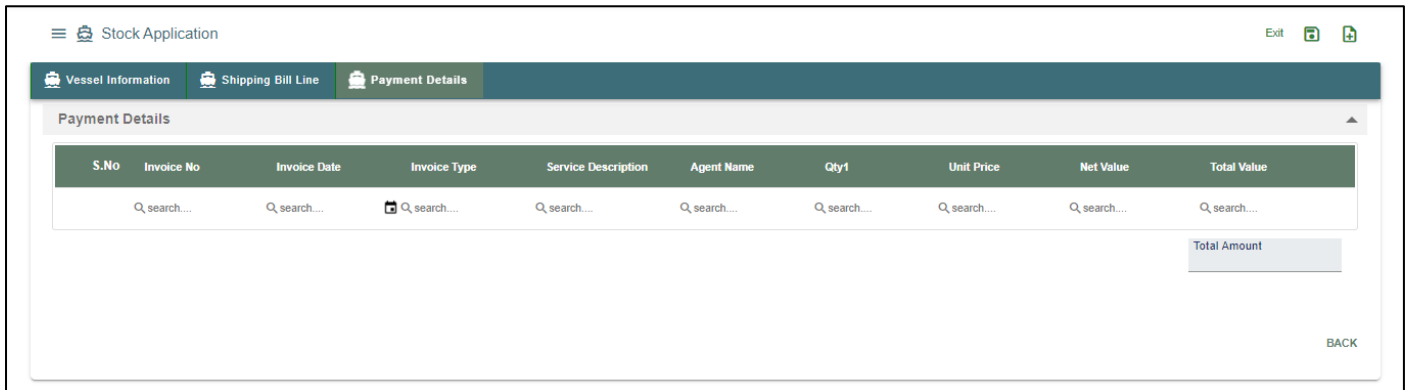 Stock Application Exit
Vessel Information Shipping Bill Line Payment Details
Payment Details
S.No Invoice No Invoice Date Invoice Type Service Description Agent Name Qty1 Unit Price Net Value Total Value
search.... search.... search.... search.... search.... search.... search.... search.... search....
Total Amount
BACK